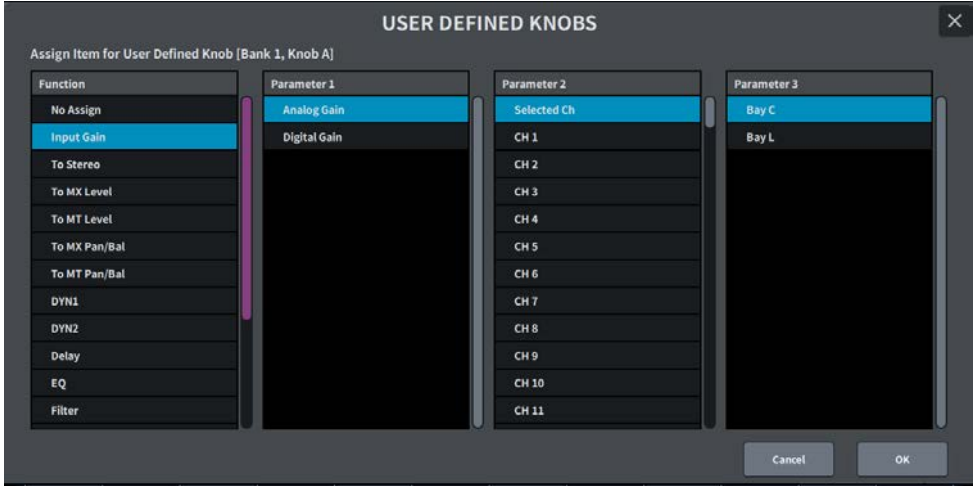 USER DEFINED KNOBS
Assign Item for User Defined Knob [Bank 1, Knob A]
Function
No Assign
Input Gain
To Stereo
To MX Level
To MT Level
To MX Pan/Bal
To MT Pan/Bal
DYN1
DYN2
Delay
EQ
Filter
Parameter 1
Analog Gain
Digital Gain
Parameter 2
Selected Ch
CH 1
CH 2
CH 3
CH 4
CH 5
CH 6
CH 7
CH 8
CH 9
CH 10
CH 11
Parameter 3
Bay C
Bay L
Cancel
OK